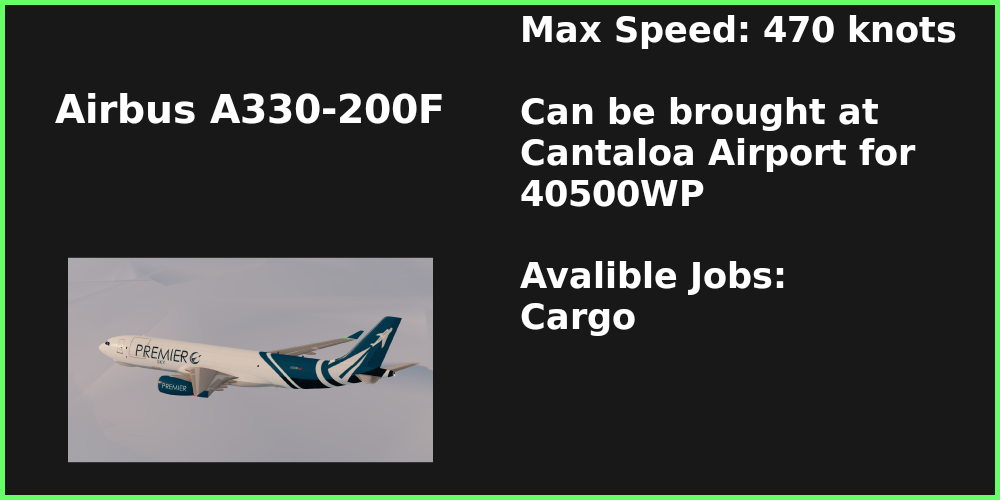 Airbus A330-200F
PREMIER
SKY
PREMIER
Max Speed: 470 knots
Can be brought at
Cantaloa Airport for
40500WP
Avalible Jobs:
Cargo